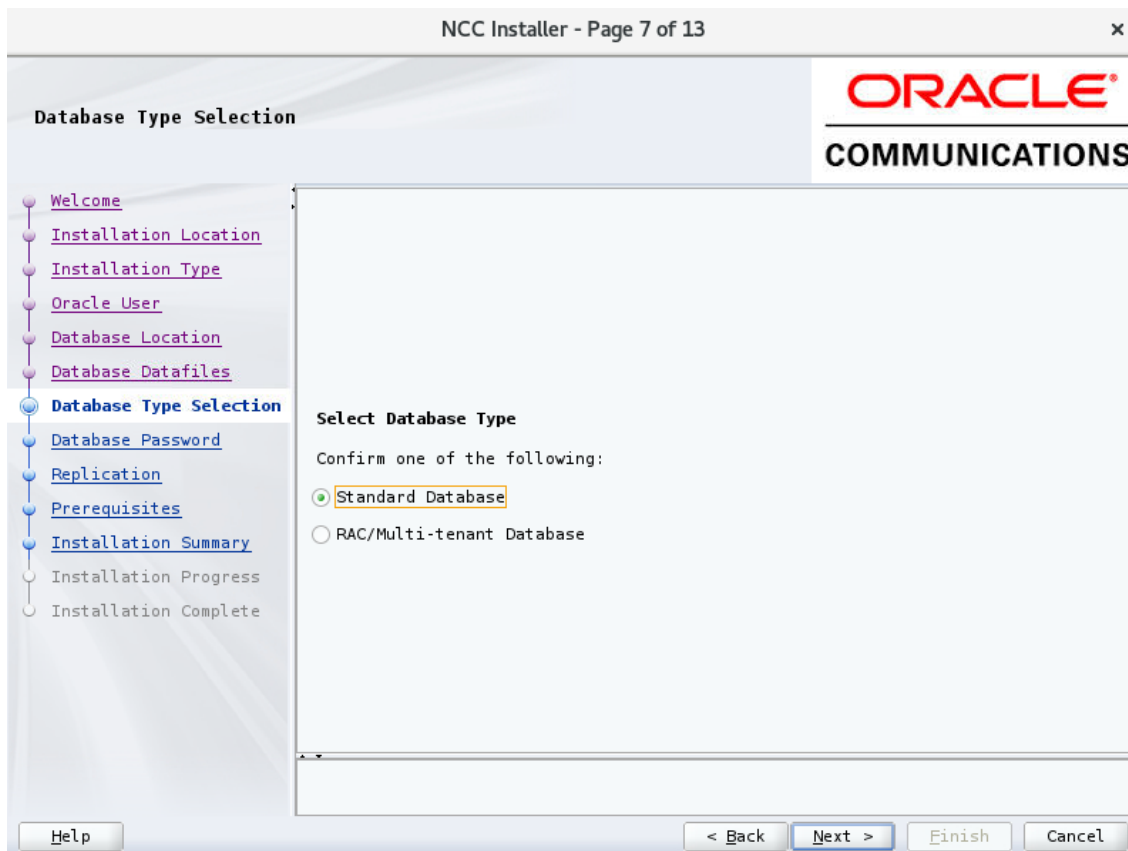 NCC Installer - Page 7 of 13
×
Database Type Selection
ORACLE®
COMMUNICATIONS
Welcome
Installation Location
Installation Type
Oracle User
Database Location
Database Datafiles
Database Type Selection
Database Password
Replication
Prerequisites
Installation Summary
Installation Progress
Installation Complete
Select Database Type
Confirm one of the following:
Standard Database
RAC/Multi-tenant Database
Help
< Back
Next >
Finish
Cancel